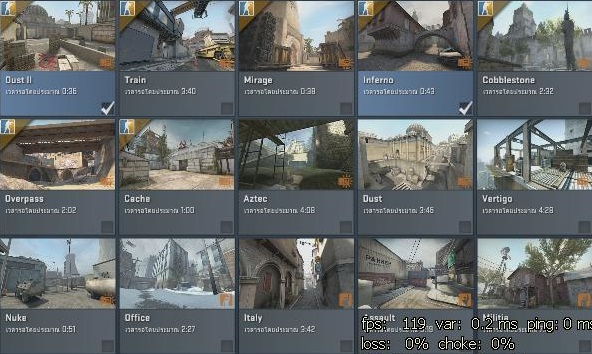 Dust II
เวลารอโดยประมาณ 0:36
Train
เวลารอโดยประมาณ 3:40
Mirage
เวลารอโดยประมาณ 0:38
Inferno
เวลารอโดยประมาณ 0:43
Cobblestone
เวลารอโดยประมาณ 2:32
Overpass
เวลารอโดยประมาณ 2:02
Cache
เวลารอโดยประมาณ 1:00
Aztec
เวลารอโดยประมาณ 4:08
Dust
เวลารอโดยประมาณ 3:46
Vertigo
เวลารอโดยประมาณ 4:28
Nuke
เวลารอโดยประมาณ 0:51
Office
เวลารอโดยประมาณ 2:27
Italy
เวลารอโดยประมาณ 3:42
Assault
Militia
fps: 119 var: 0.2 ms ping: 0 ms
loss: 0% choke: 0%